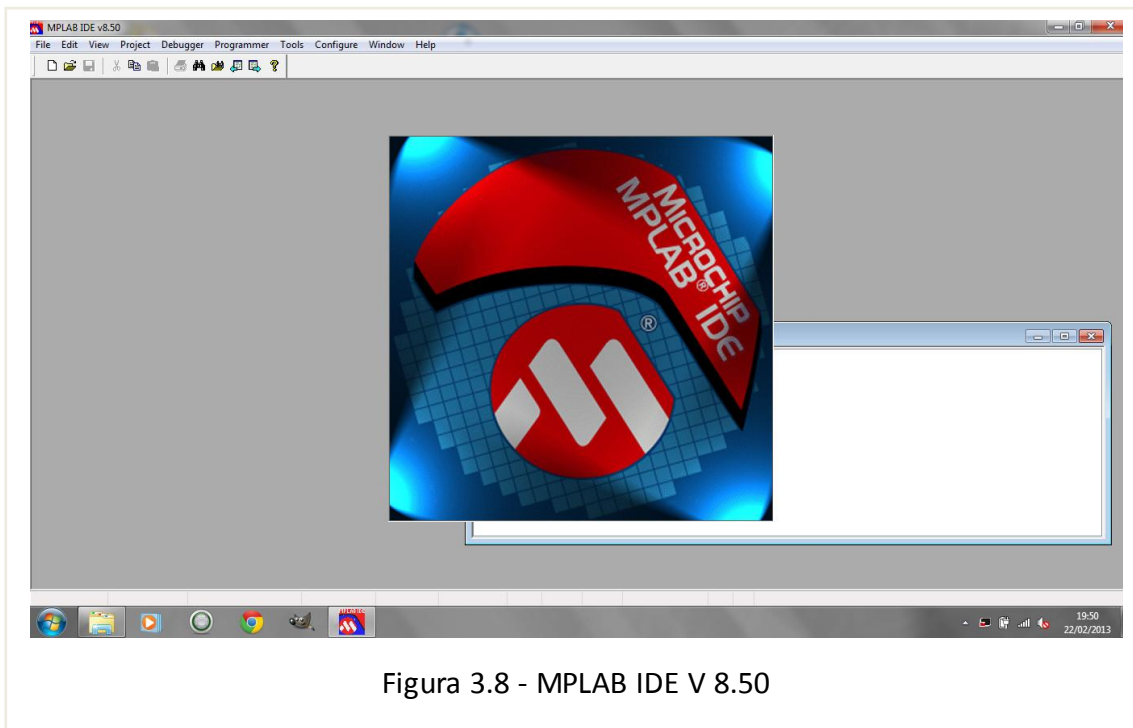 MPLAB IDE v8.50
File Edit View Project Debugger Programmer Tools Configure Window Help
MICROCHIP
MPLAB® IDE
®
19:50
22/02/2013
Figura 3.8 - MPLAB IDE V 8.50